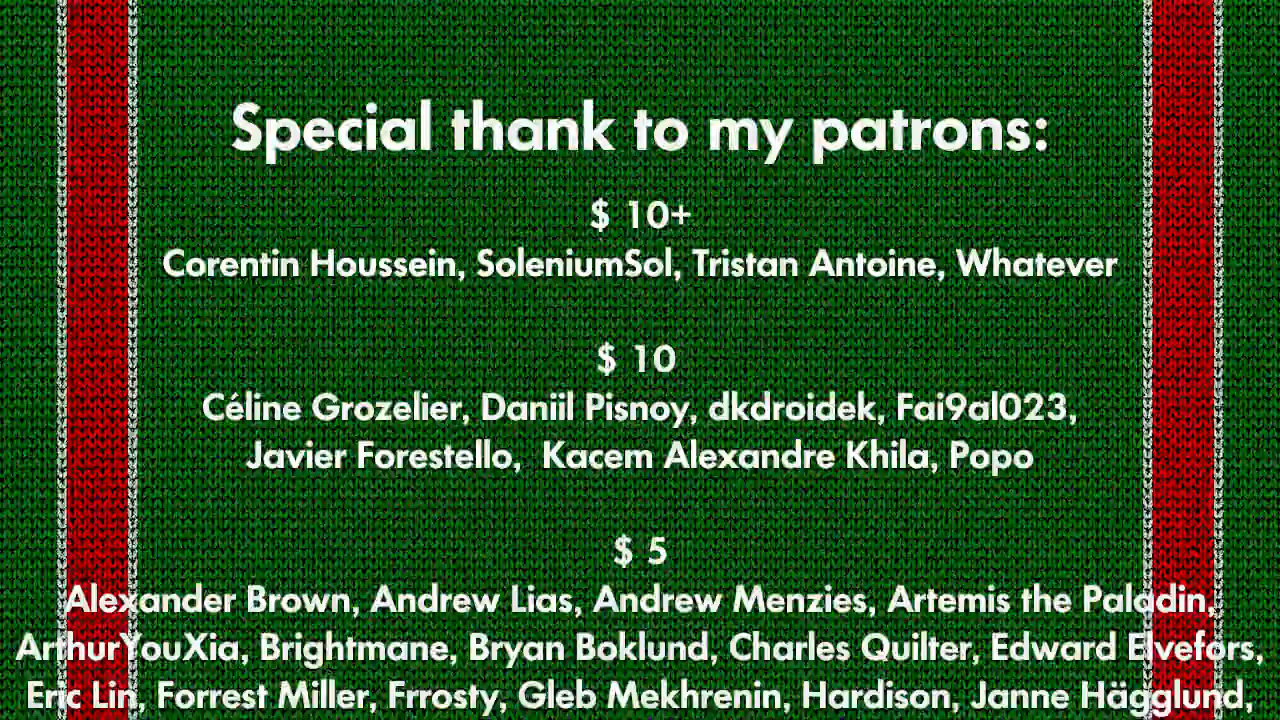 Special thank to my patrons:
$ 10+
Corentin Houssein, SoleniumSol, Tristan Antoine, Whatever
$ 10
Céline Grozelier, Daniil Pisnoy, dkdroidek, Fai9al023,
Javier Forestello, Kacem Alexandre Khila, Popo
$ 5
Alexander Brown, Andrew Lias, Andrew Menzies, Artemis the Paladin,
ArthurYouXia, Brightmane, Bryan Boklund, Charles Quilter, Edward Elvefors,
Eric Lin, Forrest Miller, Frrosty, Gleb Mekhrenin, Hardison, Janne Hägglund,